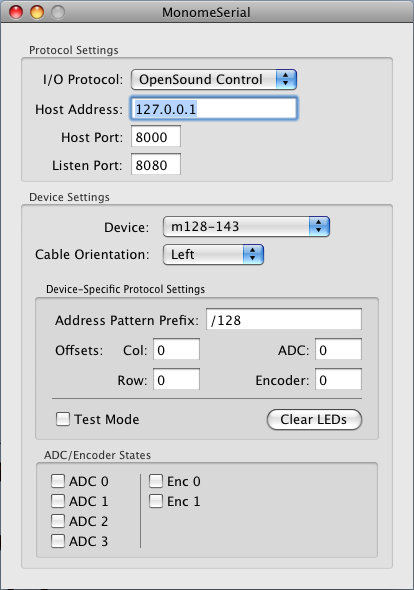 MonomeSerial
Protocol Settings
I/O Protocol: OpenSound Control
Host Address: 127.0.0.1
Host Port: 8000
Listen Port: 8080
Device Settings
Device: m128-143
Cable Orientation: Left
Device-Specific Protocol Settings
Address Pattern Prefix: /128
Offsets: Col: 0 ADC: 0
Row: 0 Encoder: 0
Test Mode Clear LEDs
ADC/Encoder States
ADC 0 Enc 0
ADC 1 Enc 1
ADC 2
ADC 3